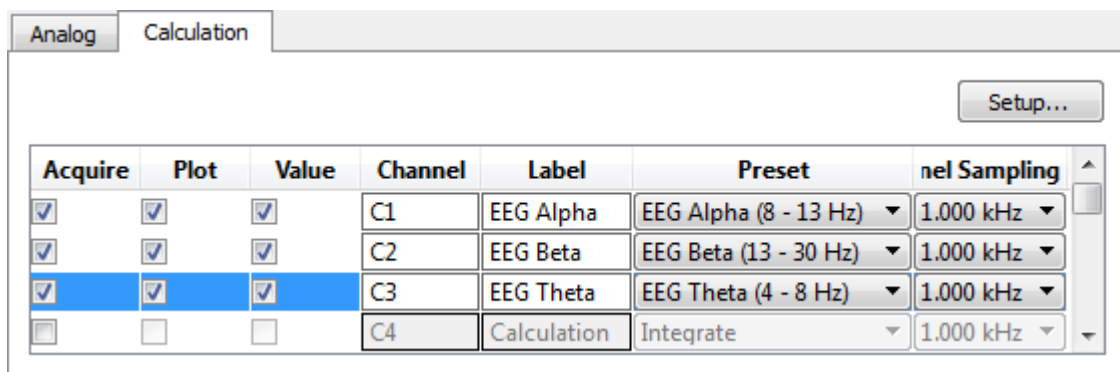 Analog Calculation
Setup...
Acquire Plot Value Channel Label Preset nel Sampling
C1 EEG Alpha EEG Alpha (8 - 13 Hz) 1.000 kHz
C2 EEG Beta EEG Beta (13 - 30 Hz) 1.000 kHz
C3 EEG Theta EEG Theta (4 - 8 Hz) 1.000 kHz
C4 Calculation Integrate 1.000 kHz